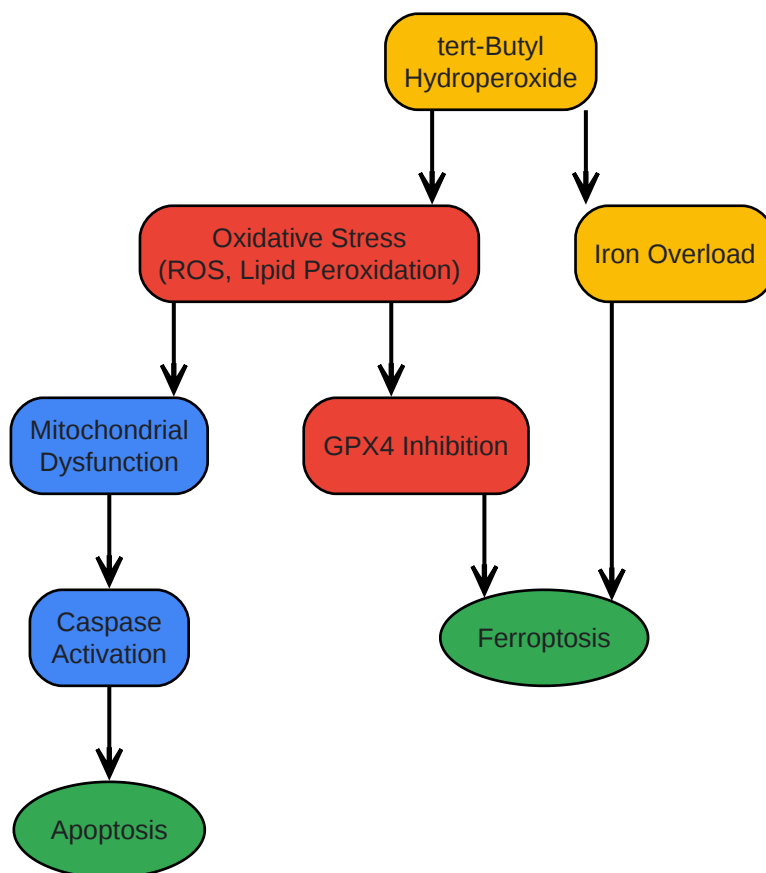 tert-Butyl
Hydroperoxide
Oxidative Stress
(ROS, Lipid Peroxidation)
Iron Overload
Mitochondrial
Dysfunction
GPX4 Inhibition
Caspase
Activation
Ferroptosis
Apoptosis